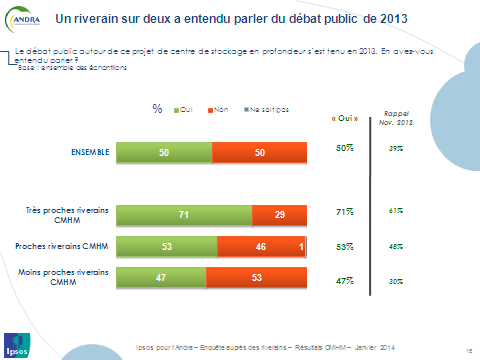 ANDRA
Un riverain sur deux a entendu parler du débat public de 2013
Le débat public autour de ce projet de centre de stockage en profondeur s'est tenu en 2013. En avez-vous
entendu parler ?
Base : ensemble des échantillons
% Oui Non Ne sait pas
« Oui »
Rappel
Nov. 2012
ENSEMBLE 50 50 50% 39%
Très proches riverains
CMHM 71 29 71% 61%
Proches riverains CMHM 53 46 1 53% 48%
Moins proches riverains
CMHM 47 53 47% 30%
Ipsos
Ipsos pour l'Andra – Enquête auprès des riverains – Résultats CMHM – Janvier 2014